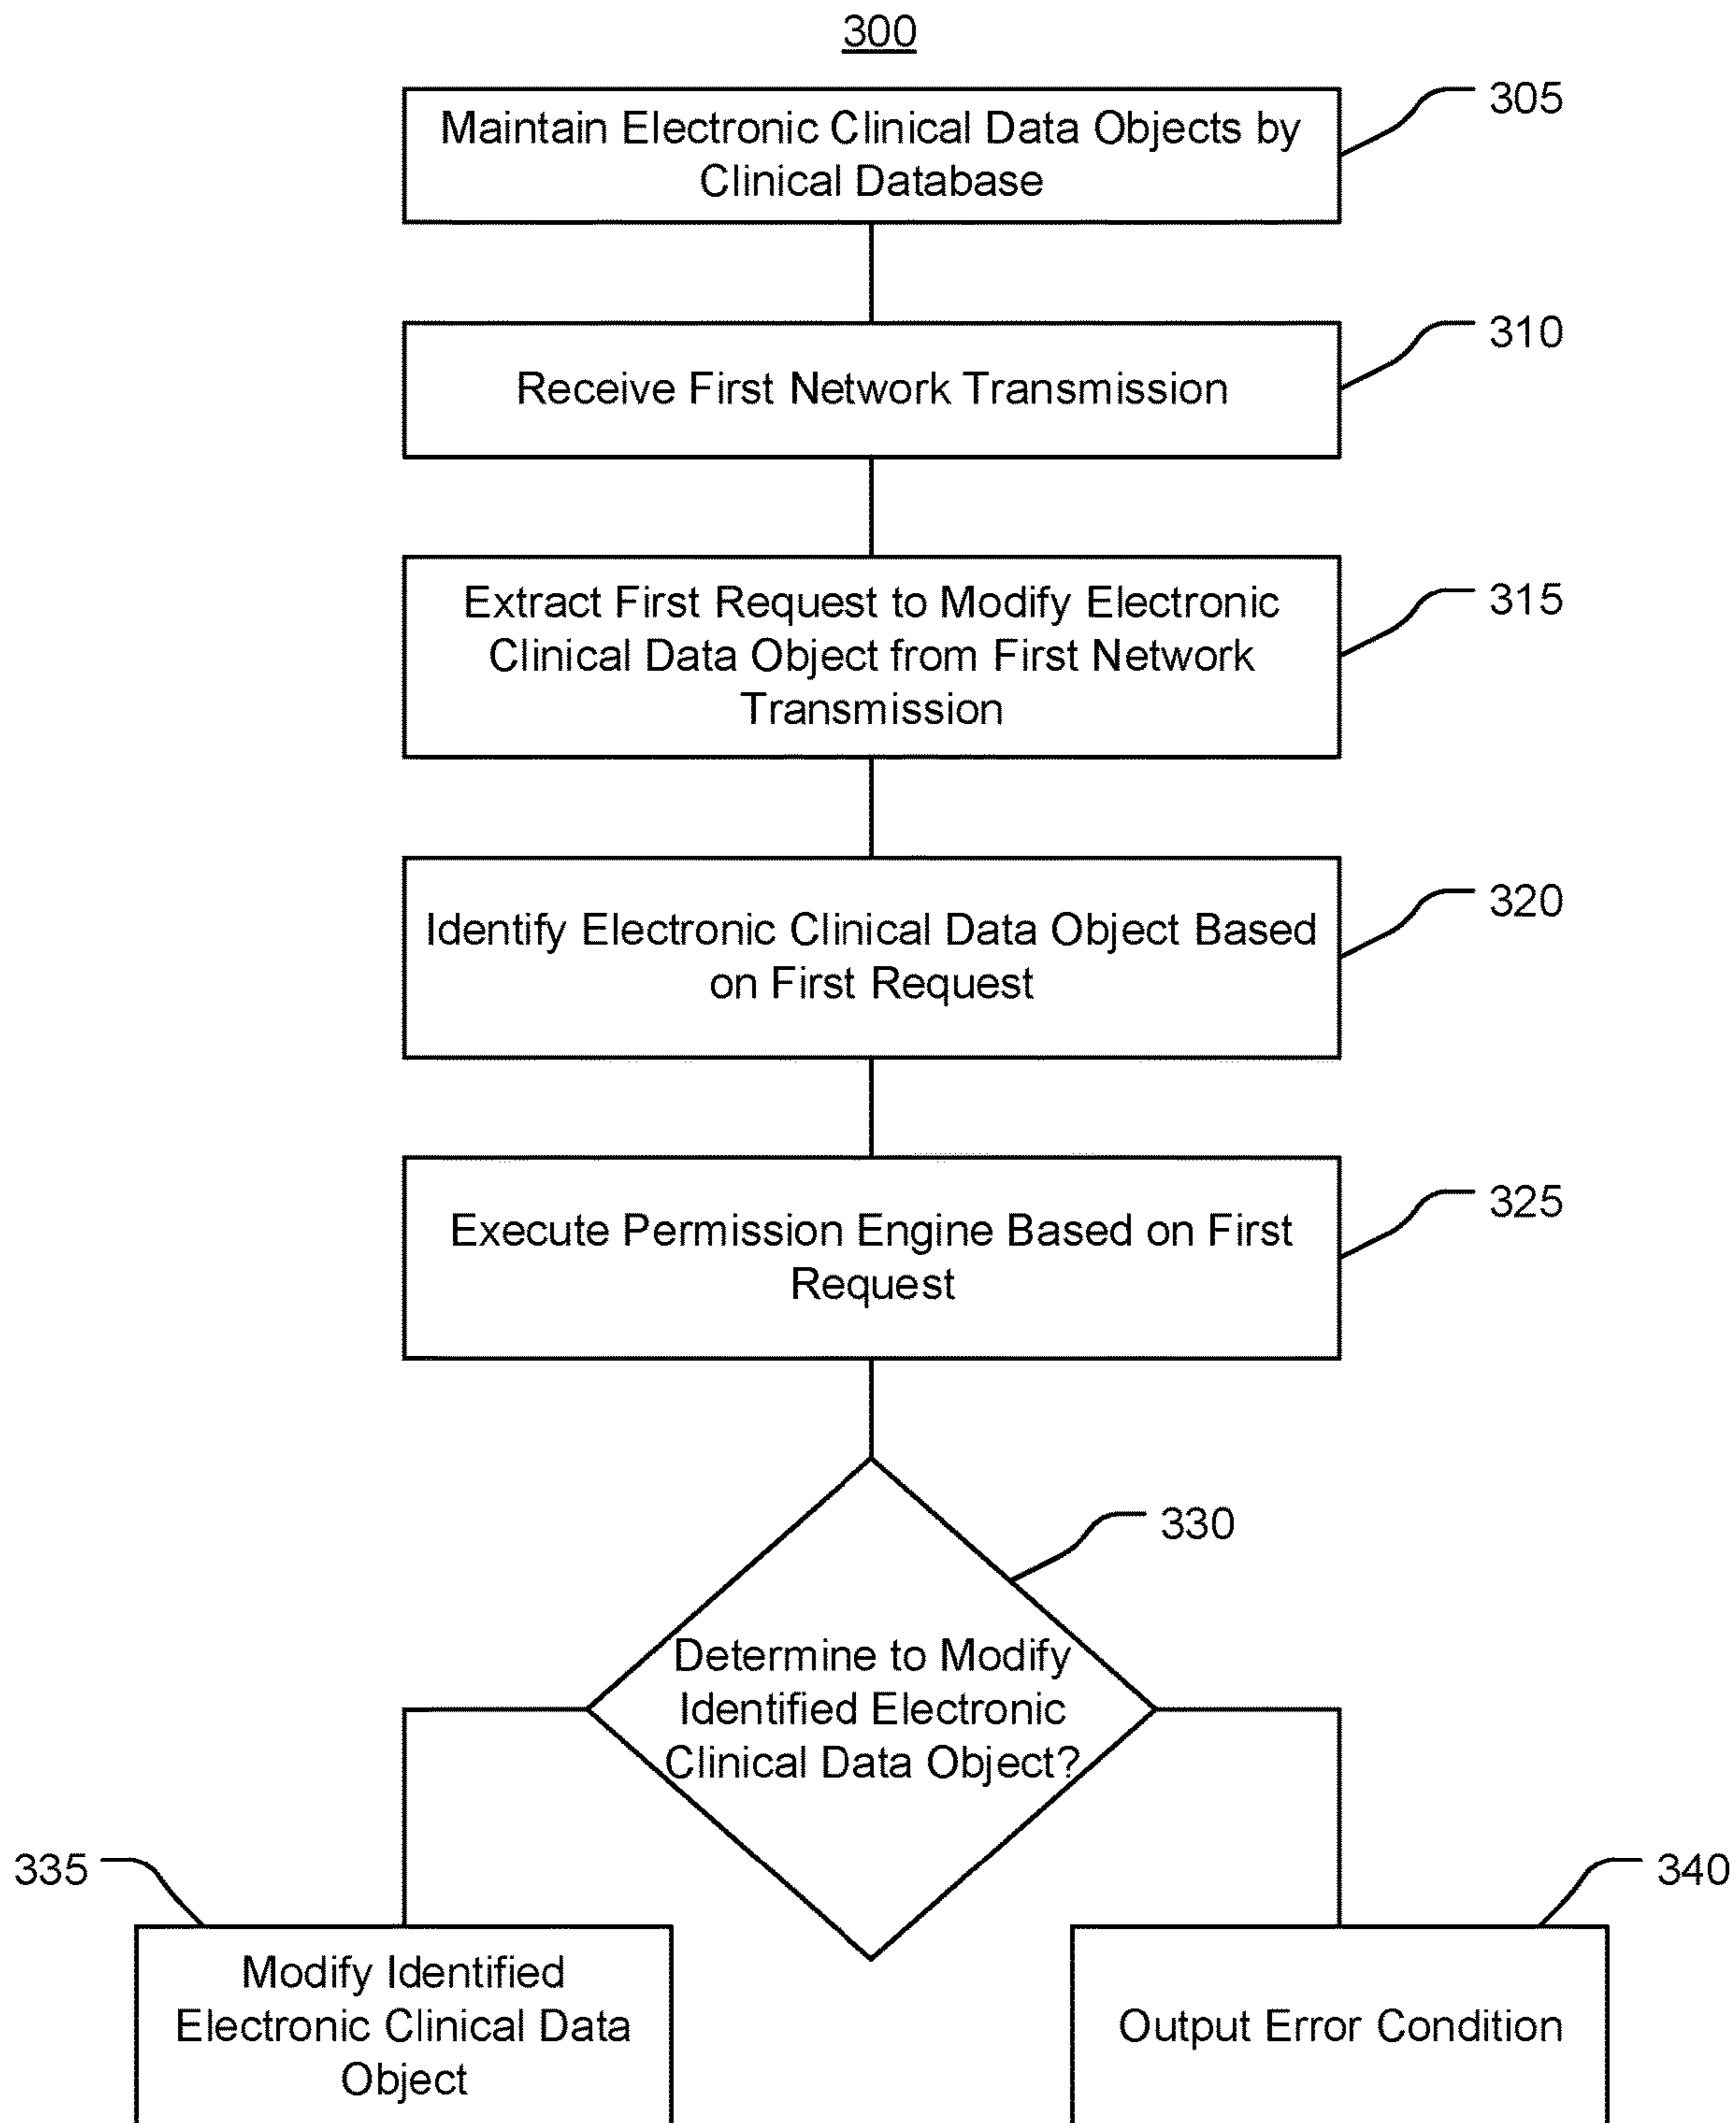 300
Maintain Electronic Clinical Data Objects by
Clinical Database
305
Receive First Network Transmission
310
Extract First Request to Modify Electronic
Clinical Data Object from First Network
Transmission
315
Identify Electronic Clinical Data Object Based
on First Request
320
Execute Permission Engine Based on First
Request
325
Determine to Modify
Identified Electronic
Clinical Data Object?
330
335
Modify Identified
Electronic Clinical Data
Object
340
Output Error Condition